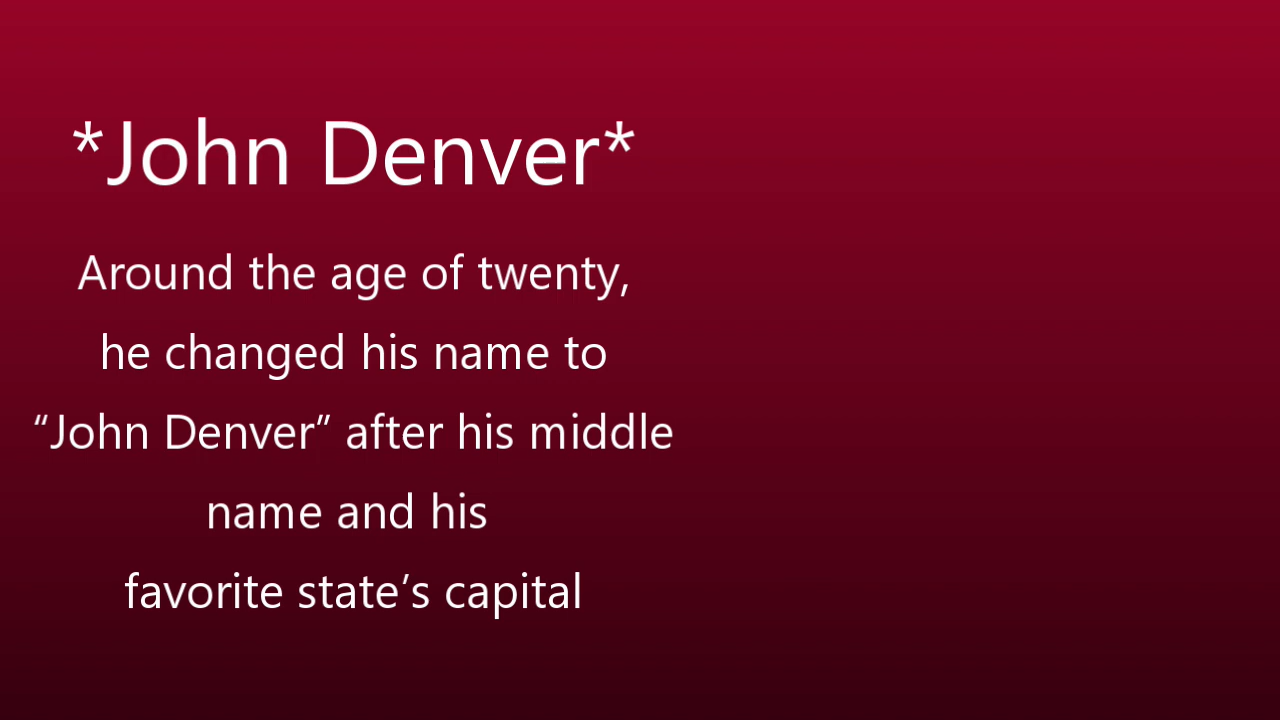 *John Denver*
Around the age of twenty,
he changed his name to
“John Denver” after his middle
name and his
favorite state’s capital